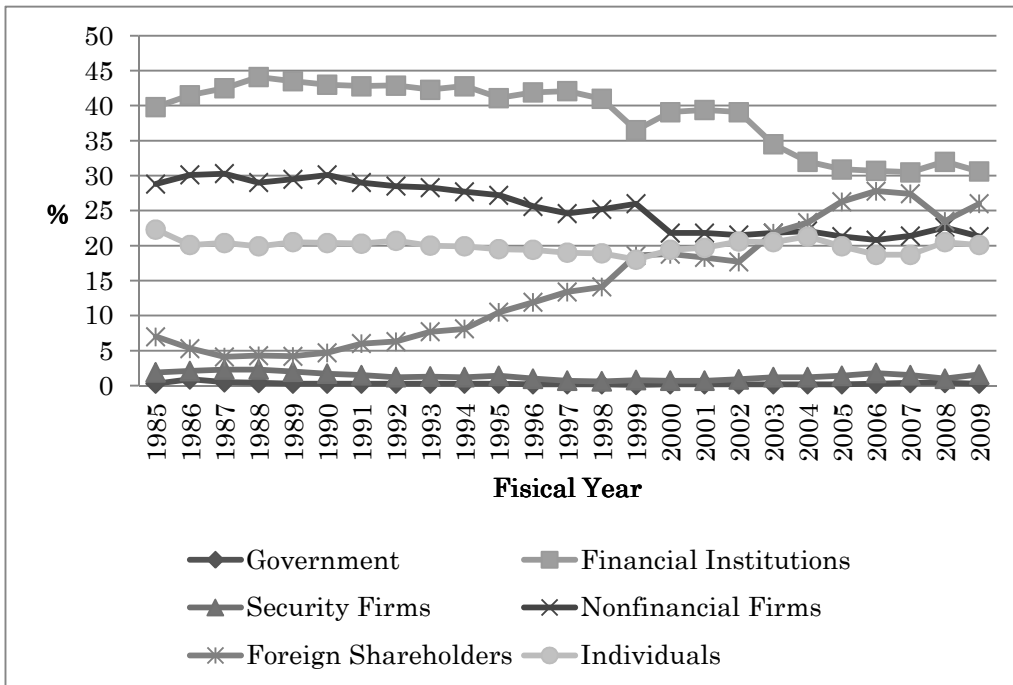 50
45
40
35
30
25
20
15
10
5
0
%
1985 1986 1987 1988 1989 1990 1991 1992 1993 1994 1995 1996 1997 1998 1999 2000 2001 2002 2003 2004 2005 2006 2007 2008 2009
Fisical Year
Government Financial Institutions
Security Firms Nonfinancial Firms
Foreign Shareholders Individuals